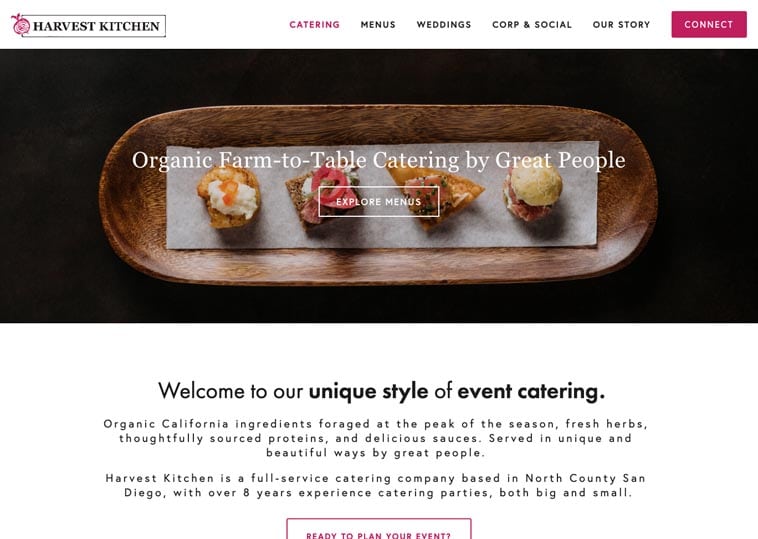 HARVEST KITCHEN
CATERING
MENUS
WEDDINGS
CORP & SOCIAL
OUR STORY
CONNECT
Organic Farm-to-Table Catering by Great People
EXPLORE MENUS
Welcome to our unique style of event catering.
Organic California ingredients foraged at the peak of the season, fresh herbs,
thoughtfully sourced proteins, and delicious sauces. Served in unique and
beautiful ways by great people.
Harvest Kitchen is a full-service catering company based in North County San
Diego, with over 8 years experience catering parties, both big and small.
READY TO PLAN YOUR EVENT?